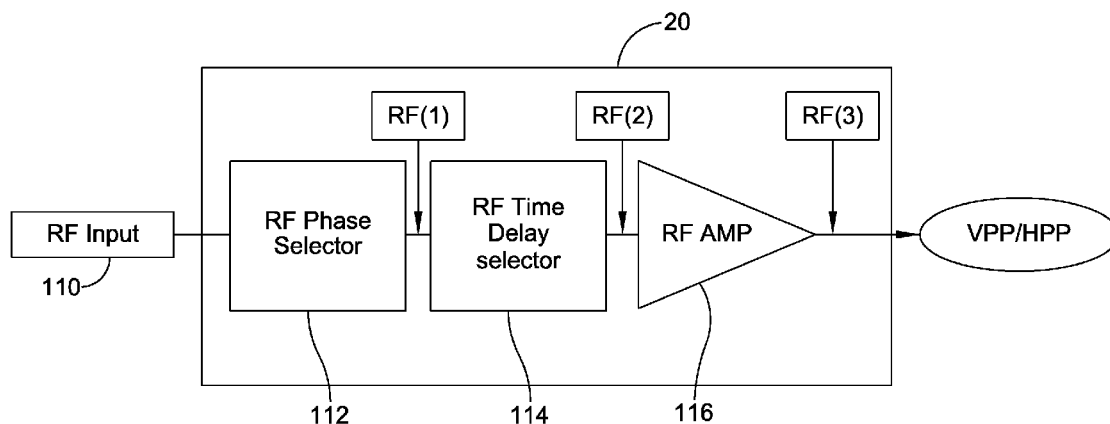 20
RF(1)
RF(2)
RF(3)
RF Input
RF Phase
Selector
RF Time
Delay
selector
RF AMP
VPP/HPP
110
112
114
116